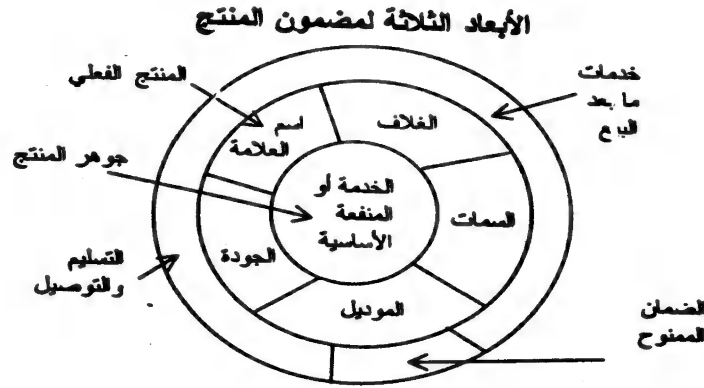 الأبعاد الثلاثة لمضمون المنتج
المنتج الفعلي
خدمات
ما بعد
البيع
الغلاف
اسم
العلامة
جوهر المنتج
الخدمة أو
المنفعة
الأساسية
السمات
الجودة
التسليم
والتوصيل
الموديل
الضمان
الممنوح